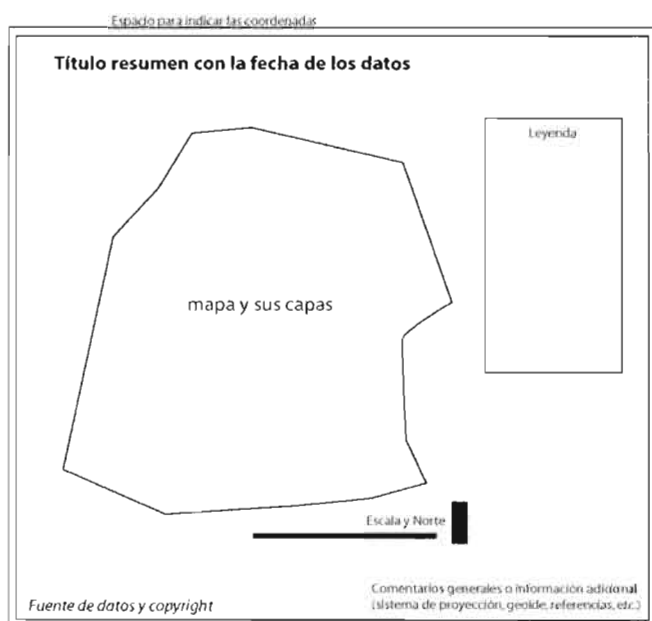 Espacio para indicar las coordenadas
Título resumen con la fecha de los datos
Leyenda
mapa y sus capas
Escala y Norte
Comentarios generales o información adicional
(sistema de proyección, geoide, referencias, etc.)
Fuente de datos y copyright